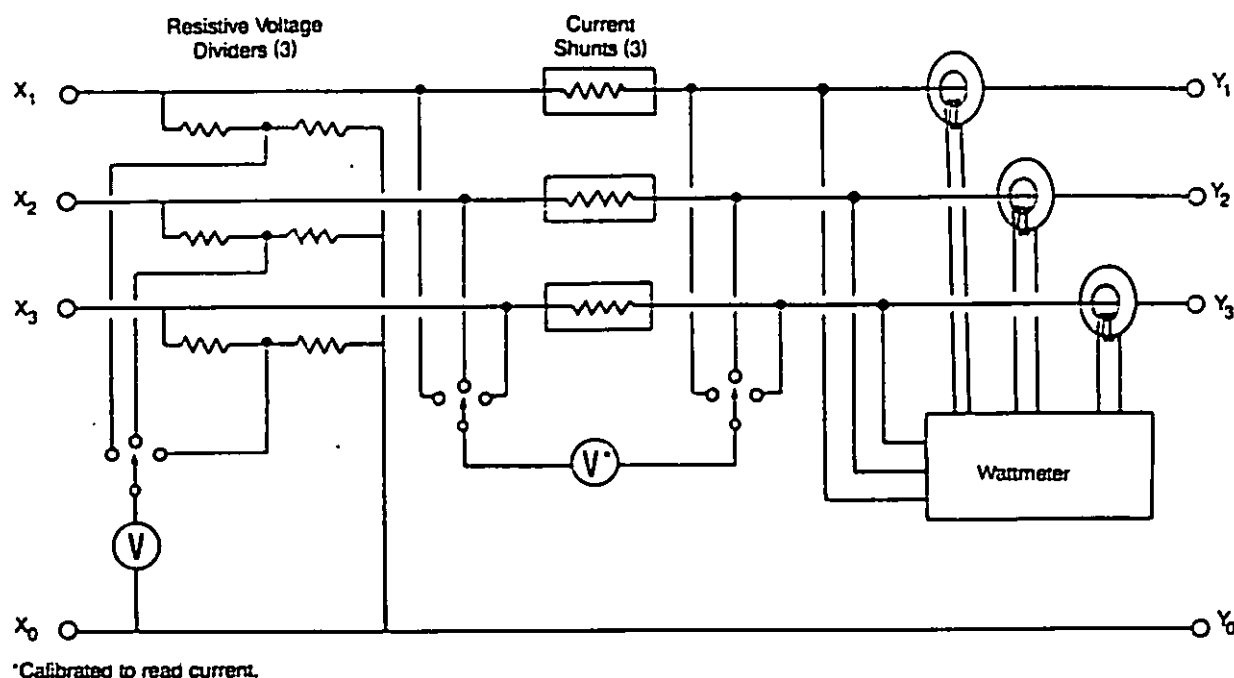 Resistive Voltage
Dividers (3)
Current
Shunts (3)
X1
Y1
X2
Y2
X3
Y3
V
V*
Wattmeter
X0
Y0
*Calibrated to read current.